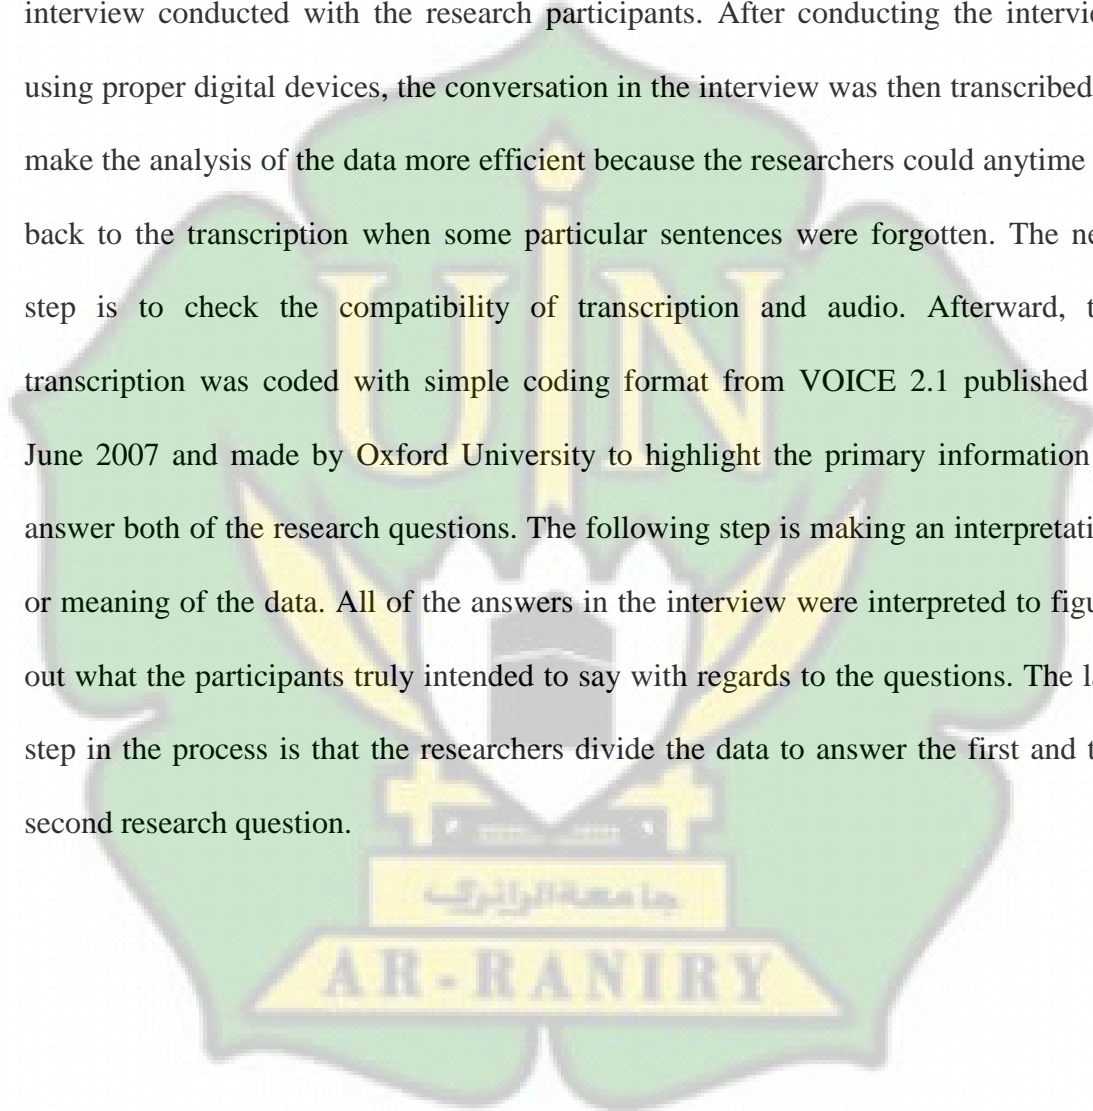 interview conducted with the research participants. After conducting the intervi
using proper digital devices, the conversation in the interview was then transcribed
make the analysis of the data more efficient because the researchers could anytime
back to the transcription when some particular sentences were forgotten. The ne
step is to check the compatibility of transcription and audio. Afterward, t
transcription was coded with simple coding format from VOICE 2.1 published
June 2007 and made by Oxford University to highlight the primary information
answer both of the research questions. The following step is making an interpretati
or meaning of the data. All of the answers in the interview were interpreted to figu
out what the participants truly intended to say with regards to the questions. The la
step in the process is that the researchers divide the data to answer the first and t
second research question.
UIN
جامعة الرانري
AR-RANIRY